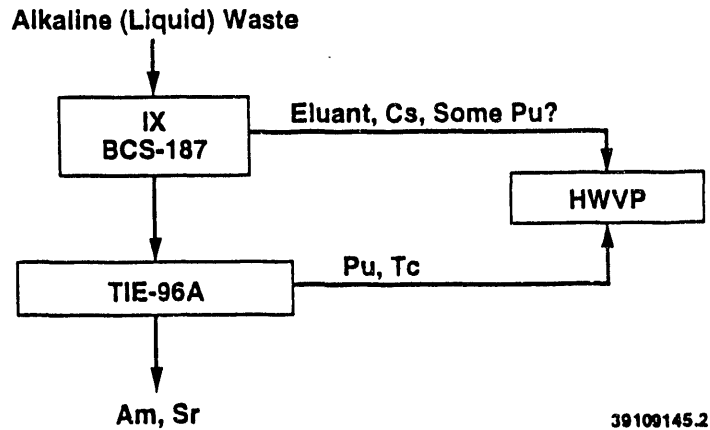 Alkaline (Liquid) Waste
IX
BCS-187
Eluant, Cs, Some Pu?
HWVP
Pu, Tc
TIE-96A
Am, Sr
39109145.2